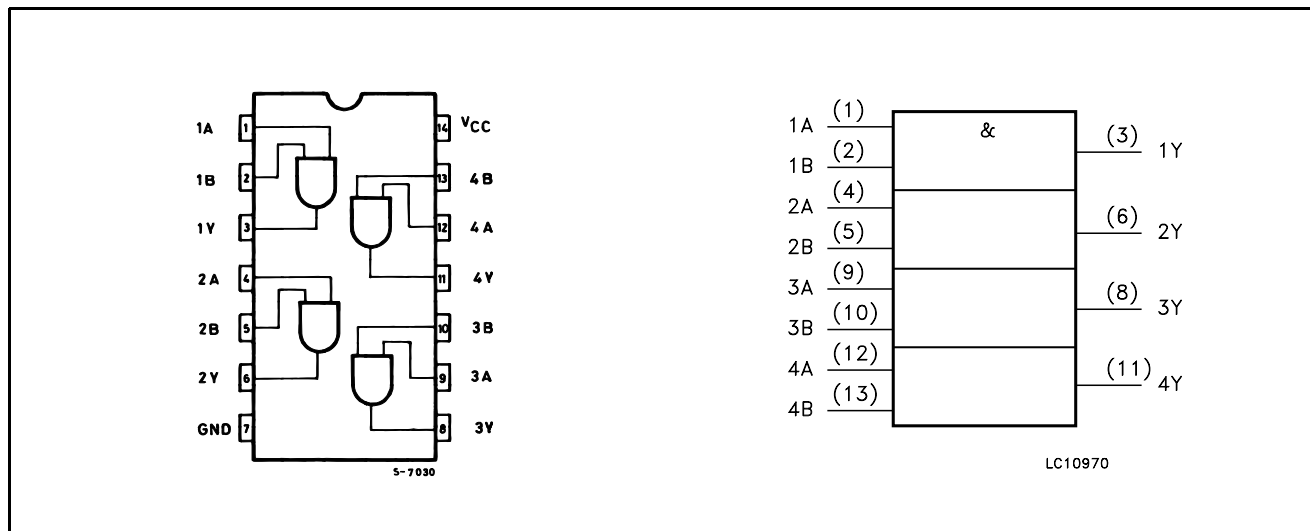 1A 1 14 VCC
1B 2 13 4B
1Y 3 12 4A
2A 4 11 4Y
2B 5 10 3B
2Y 6 9 3A
GND 7 8 3Y
S-7030
1A (1)
&
(3) 1Y
1B (2)
2A (4)
(6) 2Y
2B (5)
3A (9)
(8) 3Y
3B (10)
4A (12)
(11) 4Y
4B (13)
LC10970